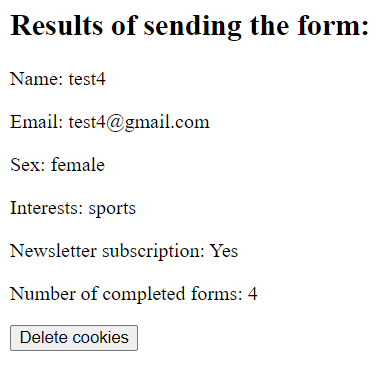 Results of sending the form:
Name: test4
Email: test4@gmail.com
Sex: female
Interests: sports
Newsletter subscription: Yes
Number of completed forms: 4
Delete cookies